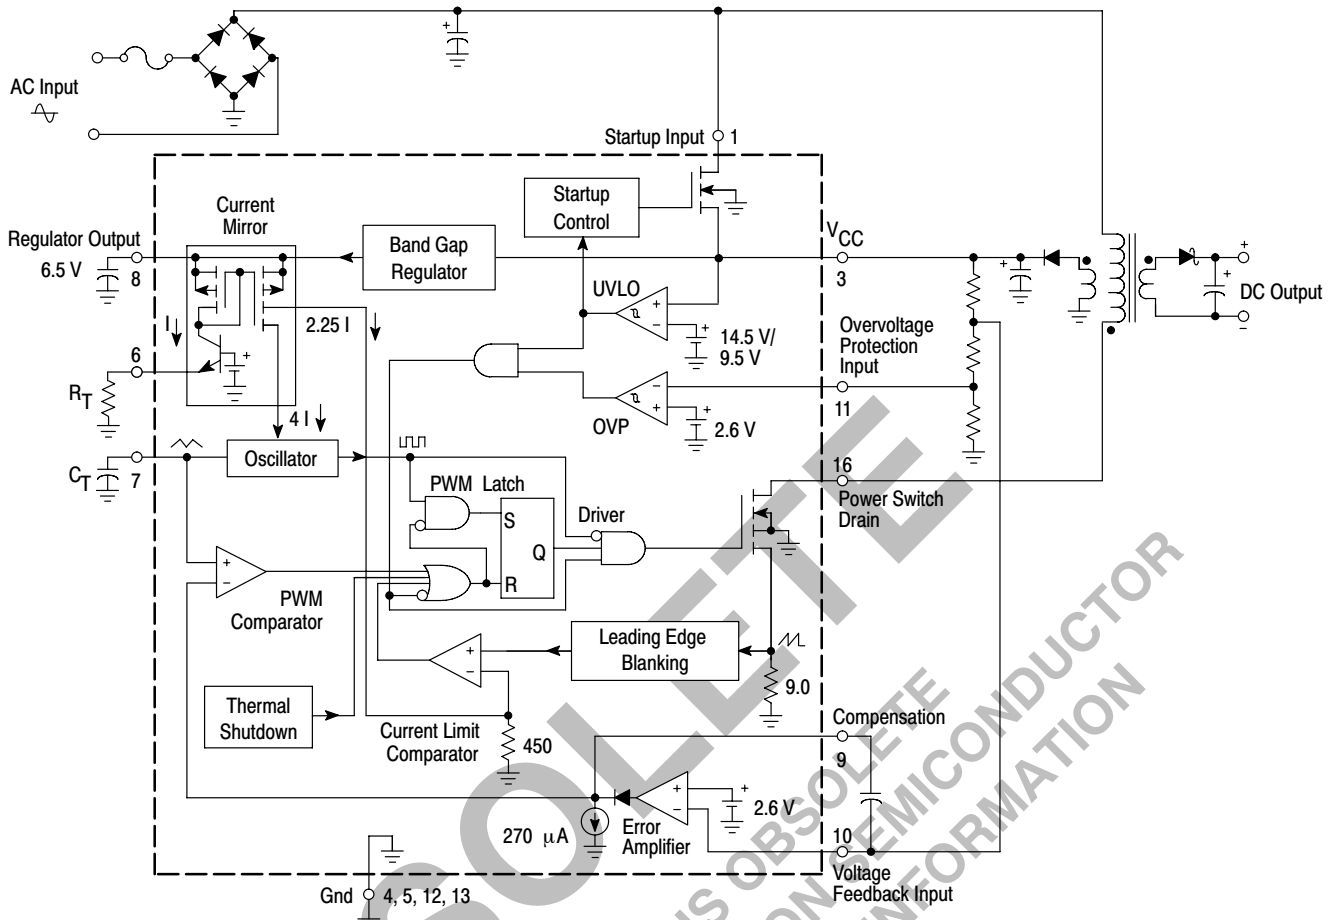 AC Input
Startup Input
1
Current
Mirror
Startup
Control
Regulator Output
6.5 V
8
Band Gap
Regulator
VCC
3
DC Output
+
−
UVLO
14.5 V/
9.5 V
I
2.25 I
Overvoltage
Protection
Input
11
6
RT
4 I
OVP
2.6 V
CT
7
Oscillator
16
Power Switch
Drain
PWM Latch
S
Q
R
Driver
PWM
Comparator
Leading Edge
Blanking
9.0
Thermal
Shutdown
Current Limit
Comparator
450
Compensation
9
270 µA
Error
Amplifier
2.6 V
10
Voltage
Feedback Input
Gnd
4, 5, 12, 13
SOLETE
IS OBSOLETE
ON SEMICONDUCTOR
INFORMATION